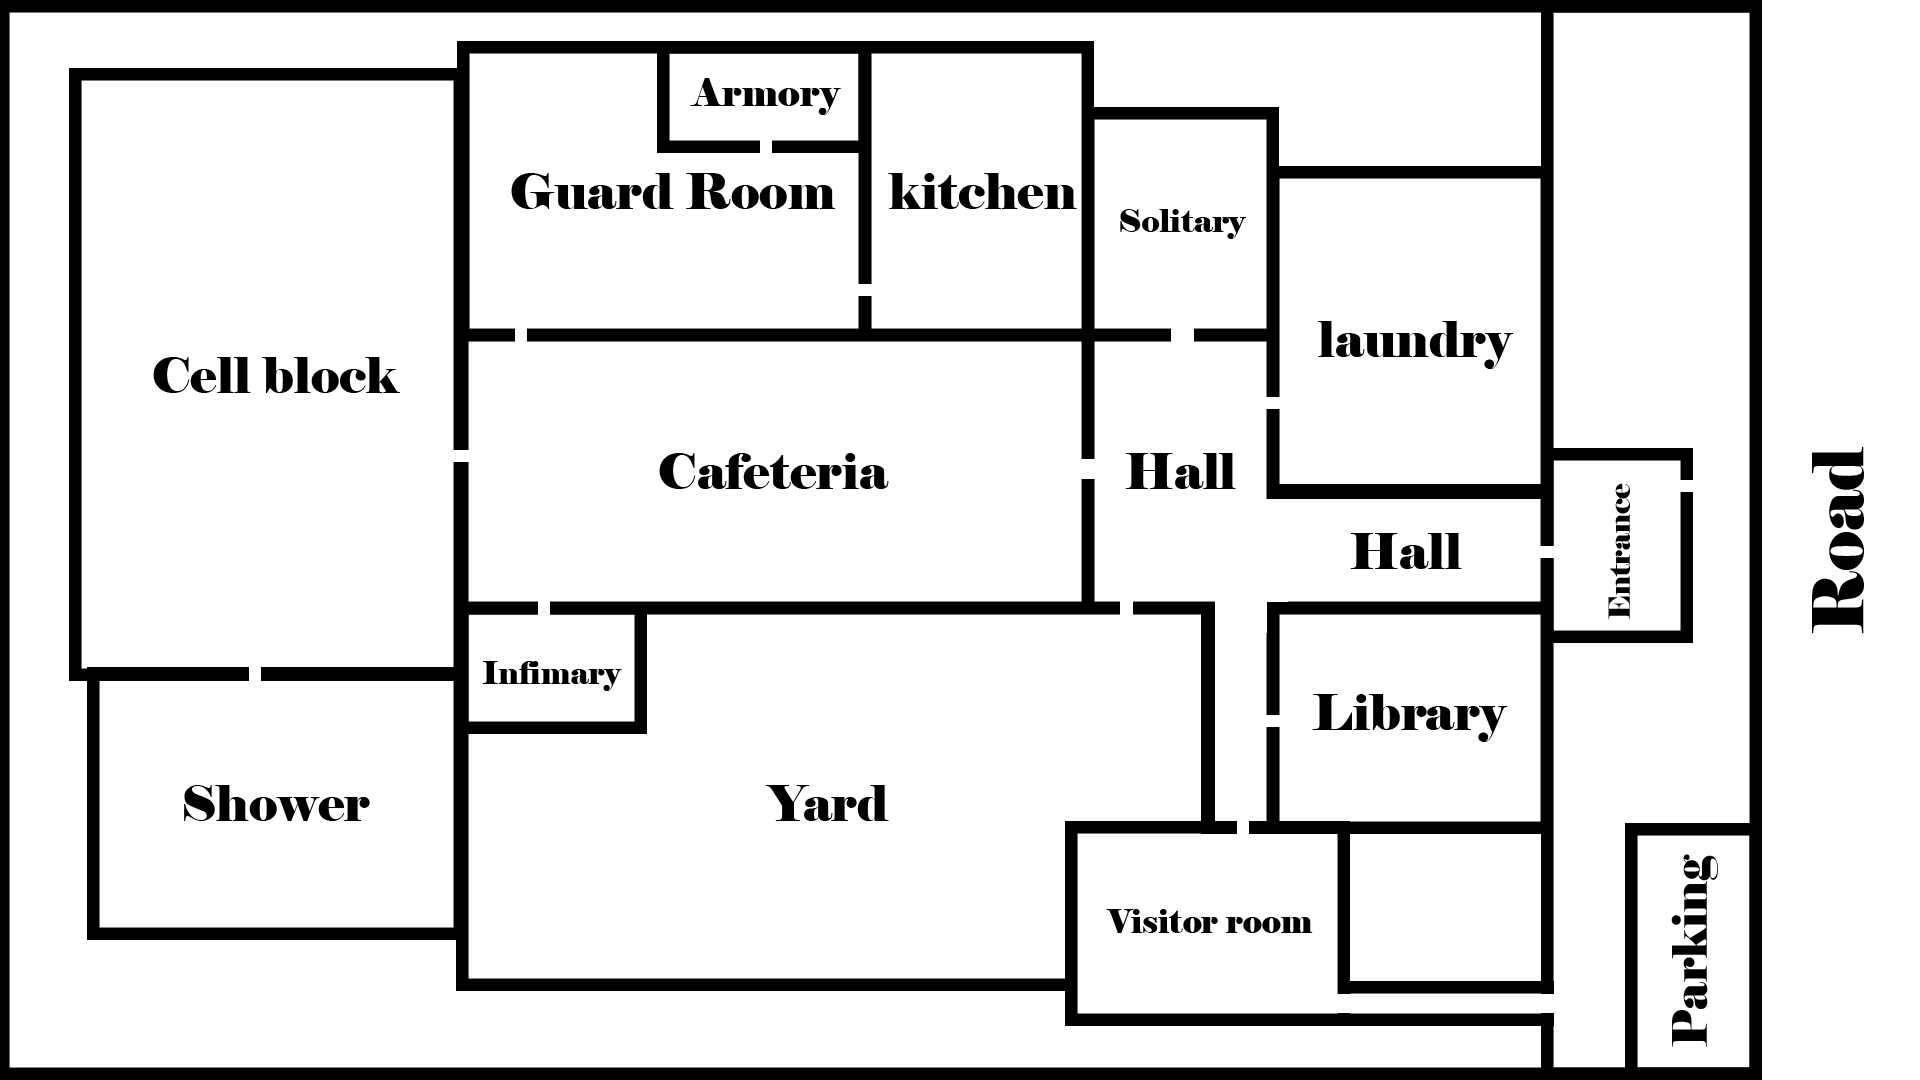 Armory
Guard Room
kitchen
Solitary
laundry
Cell block
Cafeteria
Hall
Hall
Entrance
Road
Infimary
Library
Shower
Yard
Visitor room
Parking